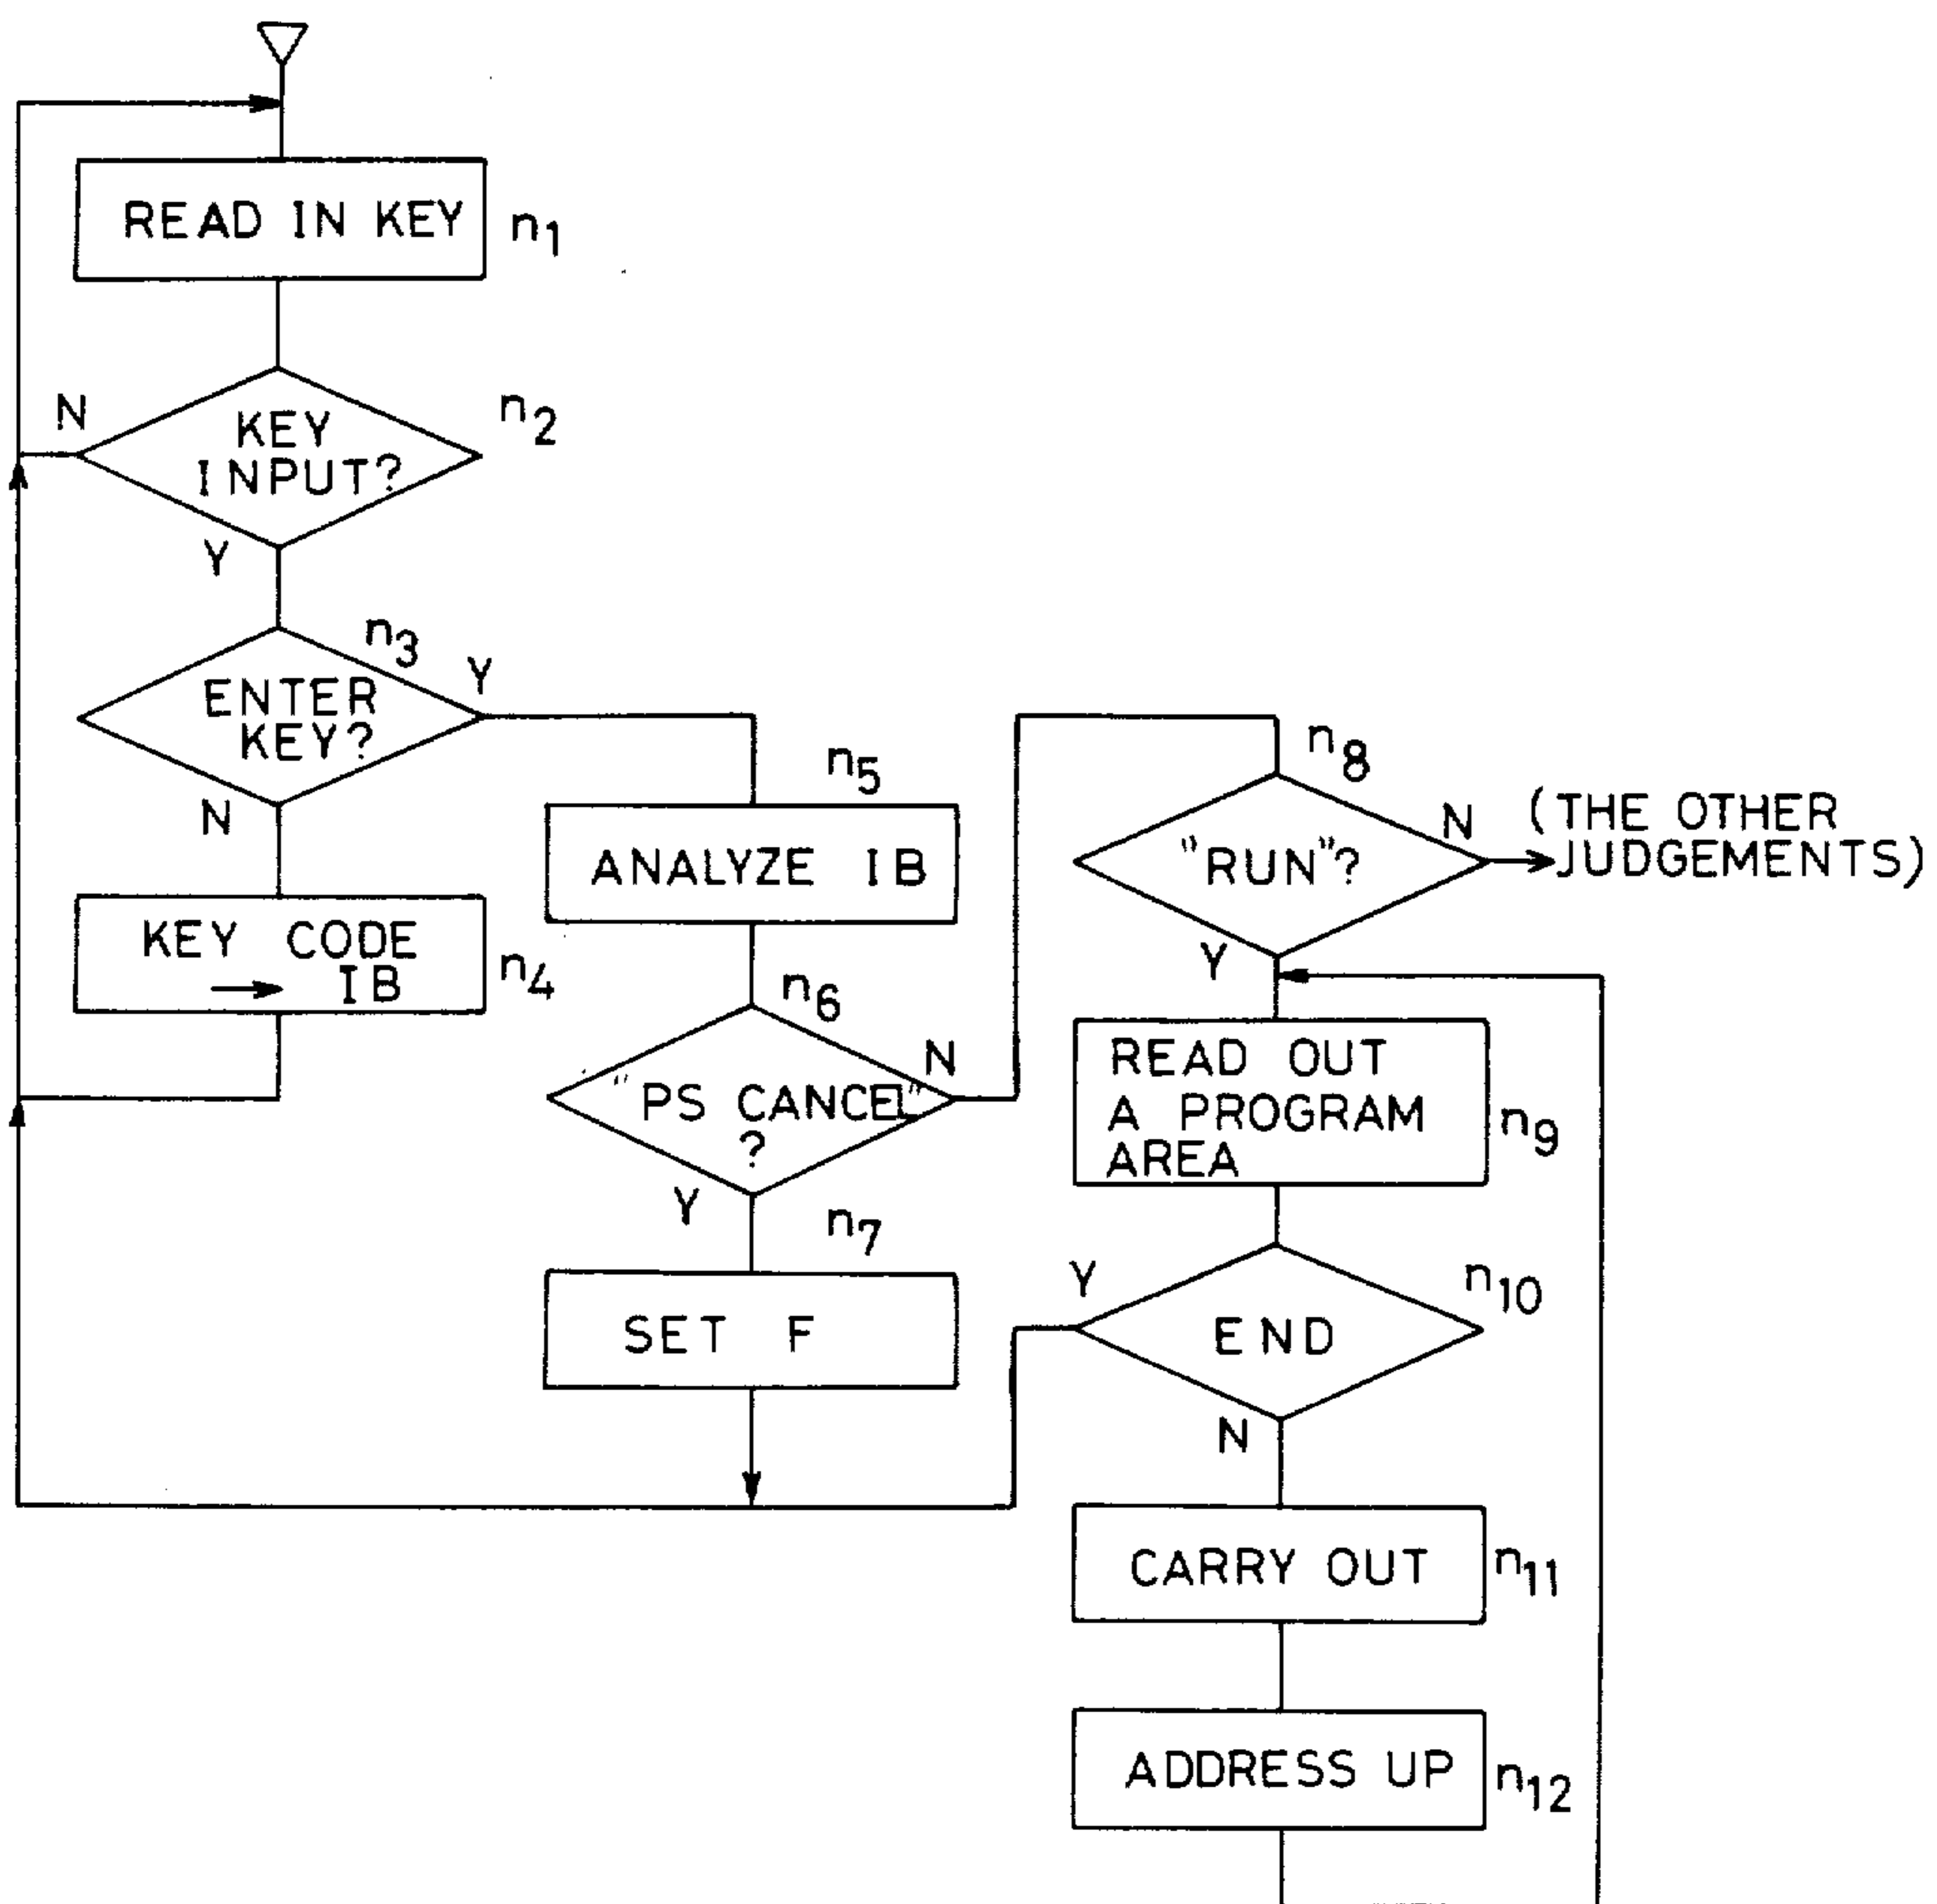 READ IN KEY
n1
N
KEY
INPUT?
n2
Y
n3
ENTER
KEY?
Y
N
KEY CODE
→ IB
n4
n5
ANALYZE IB
n6
"PS CANCEL"
?
N
Y
n7
SET F
n8
"RUN"?
N
(THE OTHER
JUDGEMENTS)
Y
READ OUT
A PROGRAM
AREA
n9
Y
n10
END
N
CARRY OUT
n11
ADDRESS UP
n12